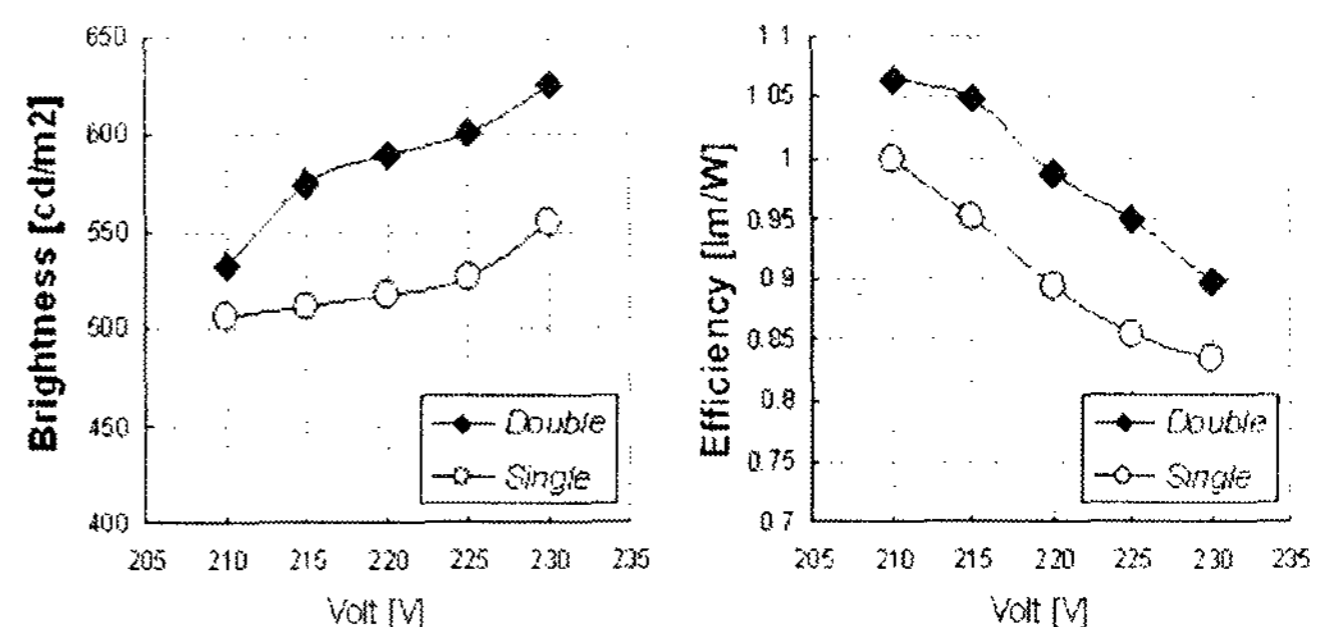 Brightness [cd/m2]
650
600
550
500
450
400
205 210 215 220 225 230 235
Volt [V]
Double
Single
Efficiency [lm/W]
1.1
1.05
1
0.95
0.9
0.85
0.8
0.75
0.7
205 210 215 220 225 230 235
Volt [V]
Double
Single